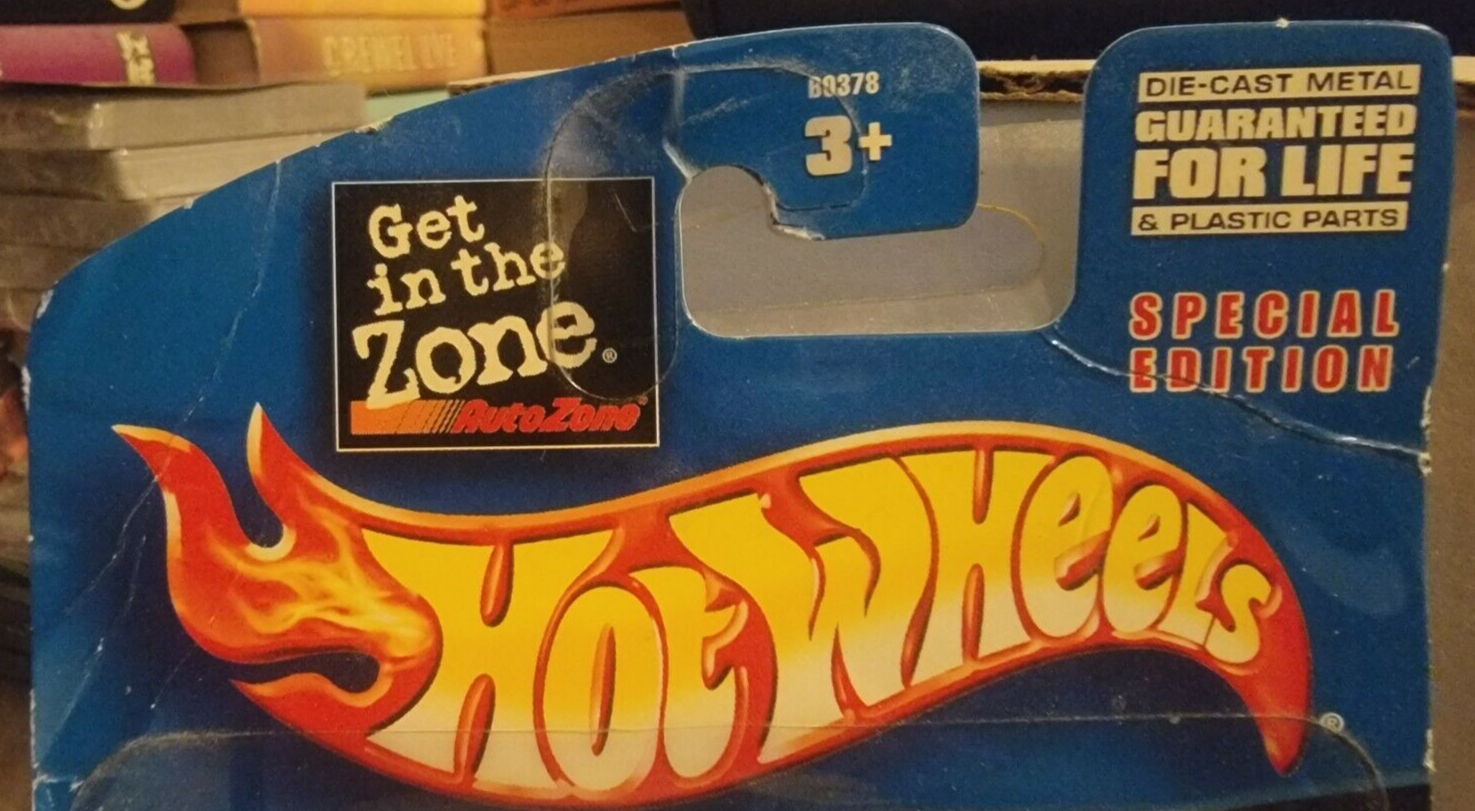 B0378
3+
DIE-CAST METAL
GUARANTEED
FOR LIFE
& PLASTIC PARTS
SPECIAL
EDITION
Get
in the
Zone®
AutoZone®
HOT WHEELS®
CREWEL